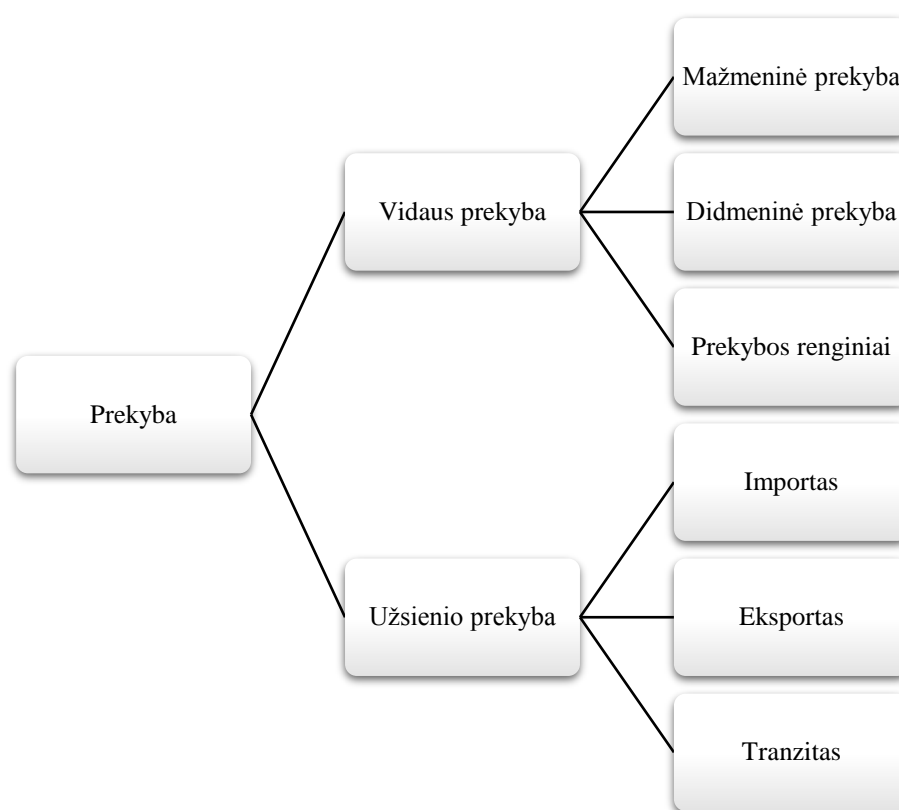 Prekyba
Vidaus prekyba
Mažmeninė prekyba
Didmeninė prekyba
Prekybos renginiai
Užsienio prekyba
Importas
Eksportas
Tranzitas